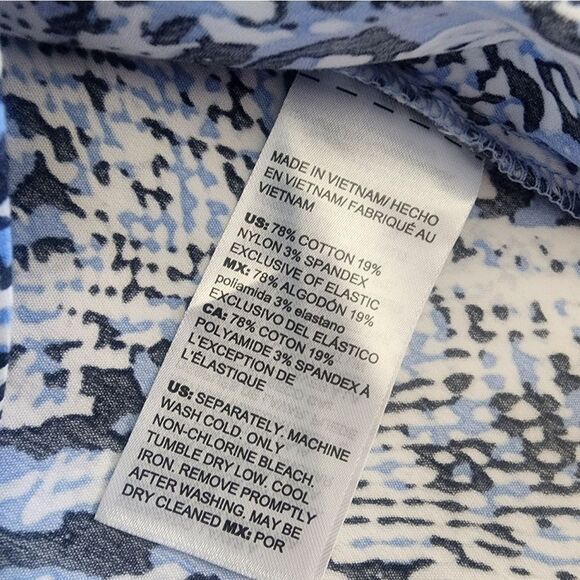 MADE IN VIETNAM/ HECHO
EN VIETNAM/ FABRIQUÉ AU
VIETNAM
US: 78% COTTON 19%
NYLON 3% SPANDEX
EXCLUSIVE OF ELASTIC
MX: 78% ALGODÓN 19%
poliamida 3% elastano
EXCLUSIVO DEL ELÁSTICO
CA: 78% COTON 19%
POLYAMIDE 3% SPANDEX À
L'EXCEPTION DE
L'ÉLASTIQUE
US: SEPARATELY. MACHINE
WASH COLD. ONLY
NON-CHLORINE BLEACH.
TUMBLE DRY LOW. COOL
IRON. REMOVE PROMPTLY
AFTER WASHING. MAY BE
DRY CLEANED MX: POR